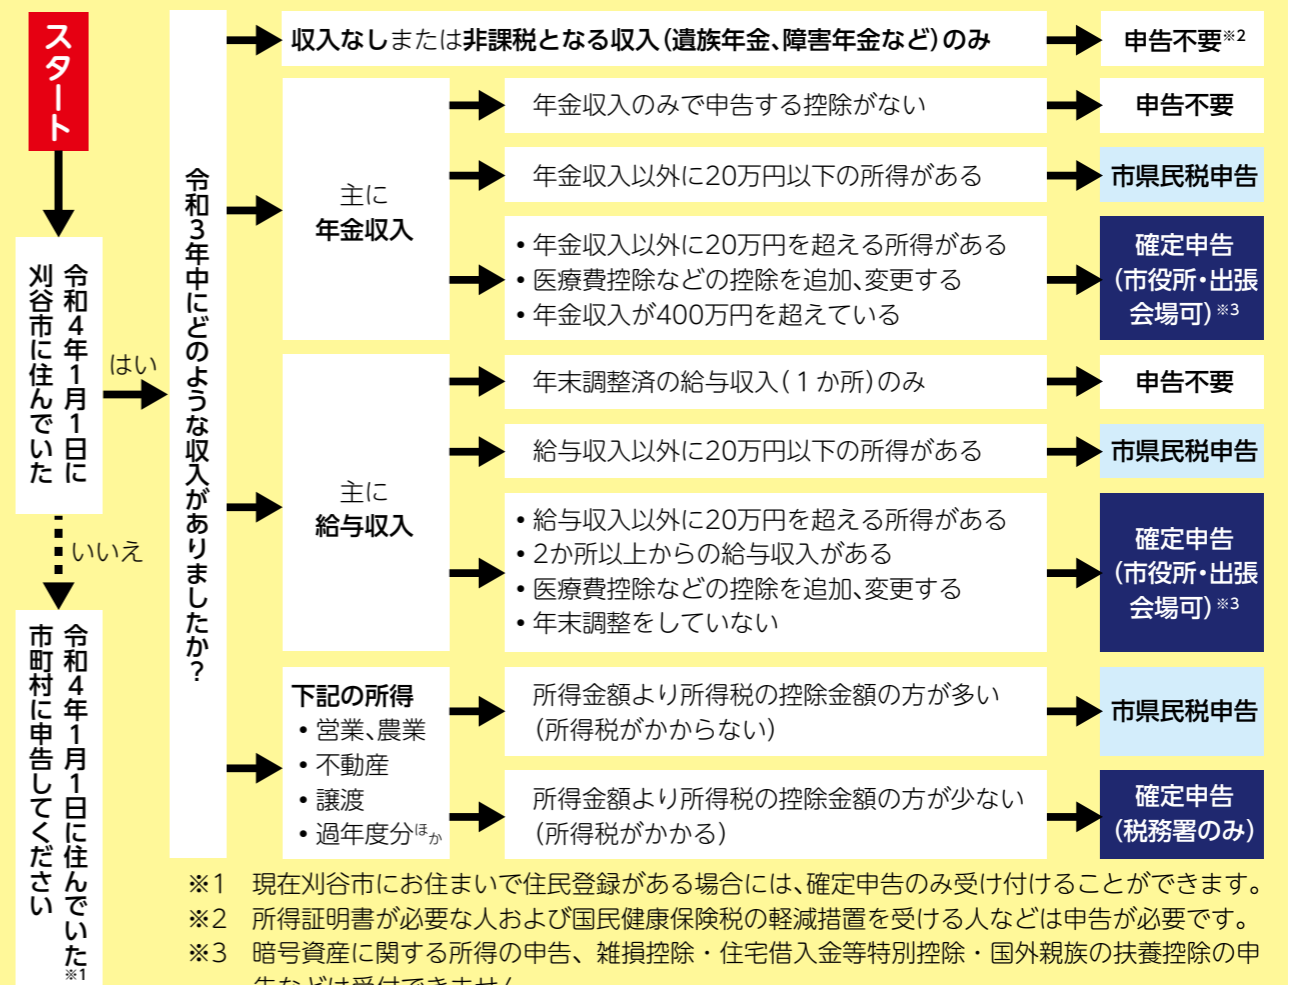 スタート
令和4年1月1日に
刈谷市に住んでいた
はい
いいえ
令和4年1月1日に住んでいた※1
市町村に申告してください
令和3年中にどのような収入がありましたか？
収入なしまたは非課税となる収入（遺族年金、障害年金など）のみ
申告不要※2
主に
年金収入
年金収入のみで申告する控除がない
申告不要
年金収入以外に20万円以下の所得がある
市県民税申告
• 年金収入以外に20万円を超える所得がある
• 医療費控除などの控除を追加、変更する
• 年金収入が400万円を超えている
確定申告
（市役所・出張
会場可）※3
主に
給与収入
年末調整済の給与収入（１か所）のみ
申告不要
給与収入以外に20万円以下の所得がある
市県民税申告
• 給与収入以外に20万円を超える所得がある
• 2か所以上からの給与収入がある
• 医療費控除などの控除を追加、変更する
• 年末調整をしていない
確定申告
（市役所・出張
会場可）※3
下記の所得
• 営業、農業
• 不動産
• 譲渡
• 過年度分ほか
所得金額より所得税の控除金額の方が多い
（所得税がかからない）
市県民税申告
所得金額より所得税の控除金額の方が少ない
（所得税がかかる）
確定申告
（税務署のみ）
※1 現在刈谷市にお住まいで住民登録がある場合には、確定申告のみ受け付けることができます。
※2 所得証明書が必要な人および国民健康保険税の軽減措置を受ける人などは申告が必要です。
※3 暗号資産に関する所得の申告、雑損控除・住宅借入金等特別控除・国外親族の扶養控除の申
告などは受付できません